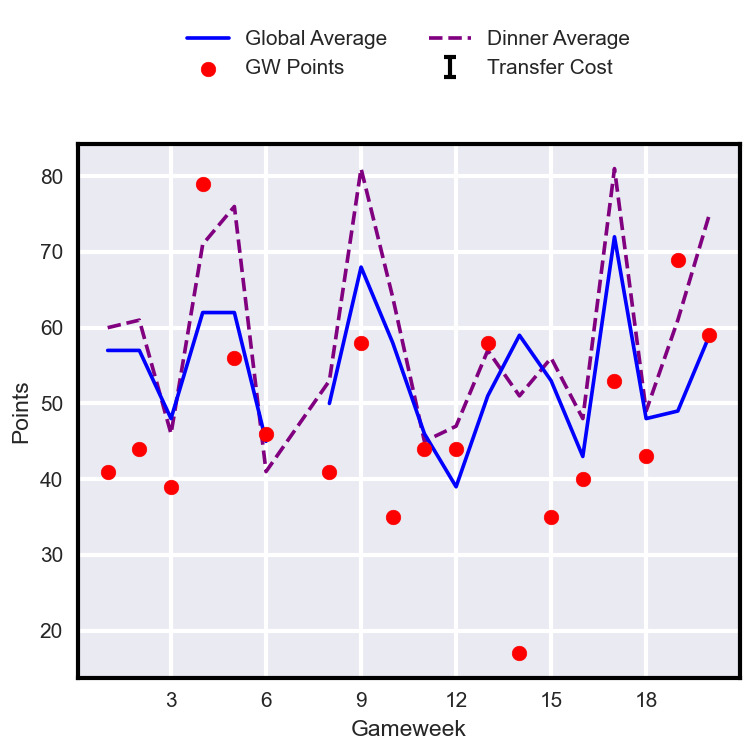 Global Average
Dinner Average
GW Points
Transfer Cost
80
70
60
50
40
30
20
Points
3
6
9
12
15
18
Gameweek